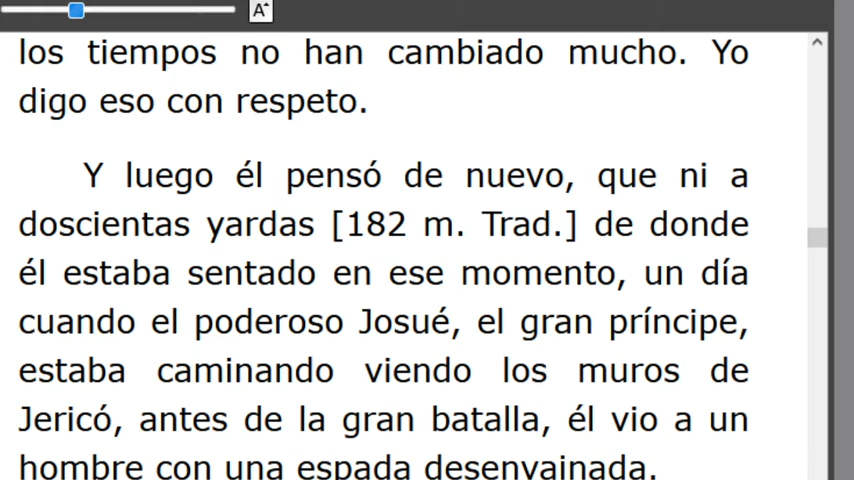 A
los tiempos no han cambiado mucho. Yo
digo eso con respeto.
Y luego él pensó de nuevo, que ni a
doscientas yardas [182 m. Trad.] de donde
él estaba sentado en ese momento, un día
cuando el poderoso Josué, el gran príncipe,
estaba caminando viendo los muros de
Jericó, antes de la gran batalla, él vio a un
hombre con una espada desenvainada.